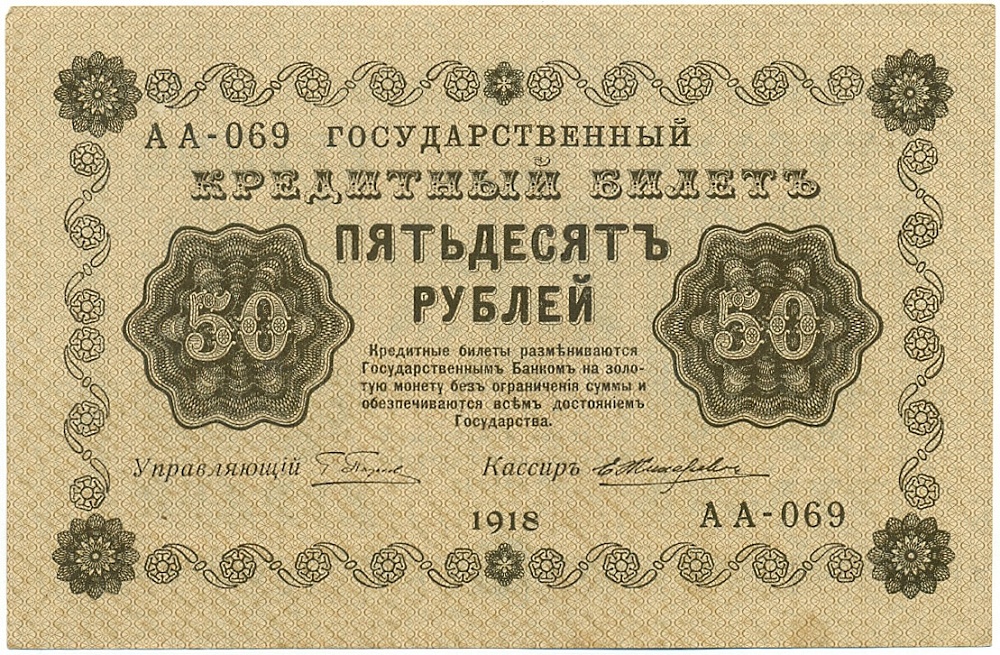 АА-069 ГОСУДАРСТВЕННЫЙ
КРЕДИТНЫЙ БИЛЕТЪ
ПЯТЬДЕСЯТЪ
РУБЛЕЙ
50
50
Кредитные билеты размѣниваются
Государственнымъ Банкомъ на золо-
тую монету безъ ограниченія суммы и
обезпечиваются всѣмъ достояніемъ
Государства.
Управляющій
Кассиръ
1918
АА-069